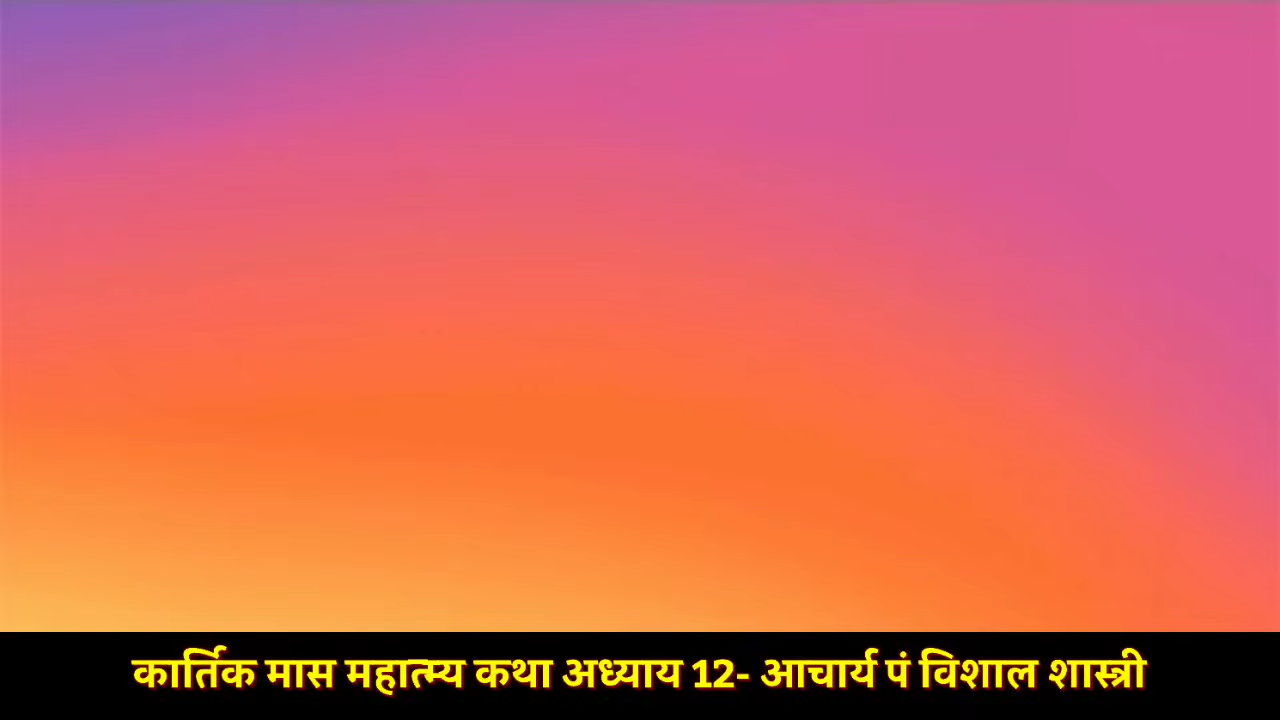 कार्तिक मास महात्म्य कथा अध्याय 12- आचार्य पं विशाल शास्त्री